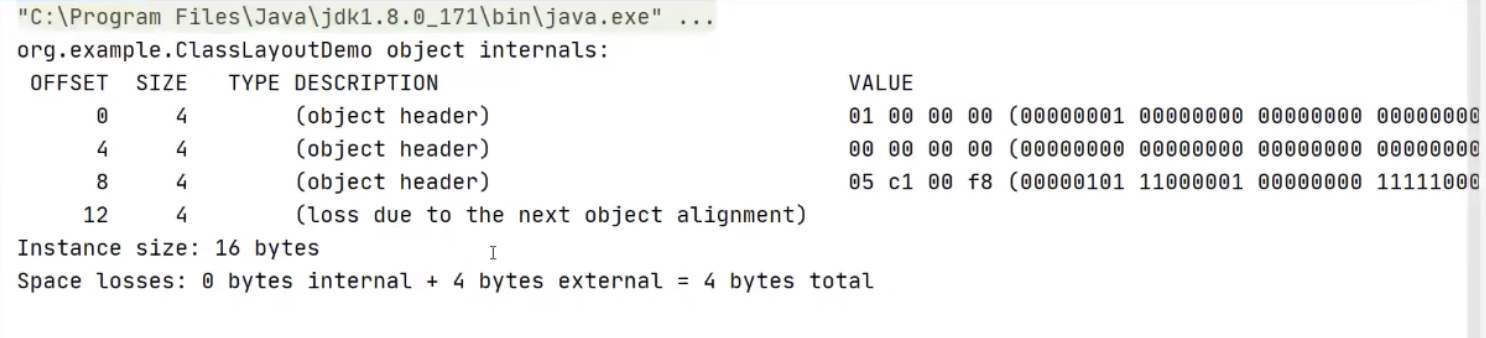 "C:\Program Files\Java\jdk1.8.0_171\bin\java.exe" ...
org.example.ClassLayoutDemo object internals:
OFFSET SIZE TYPE DESCRIPTION VALUE
0 4 (object header) 01 00 00 00 (00000001 00000000 00000000 00000000
4 4 (object header) 00 00 00 00 (00000000 00000000 00000000 00000000
8 4 (object header) 05 c1 00 f8 (00000101 11000001 00000000 11111000
12 4 (loss due to the next object alignment)
Instance size: 16 bytes
Space losses: 0 bytes internal + 4 bytes external = 4 bytes total